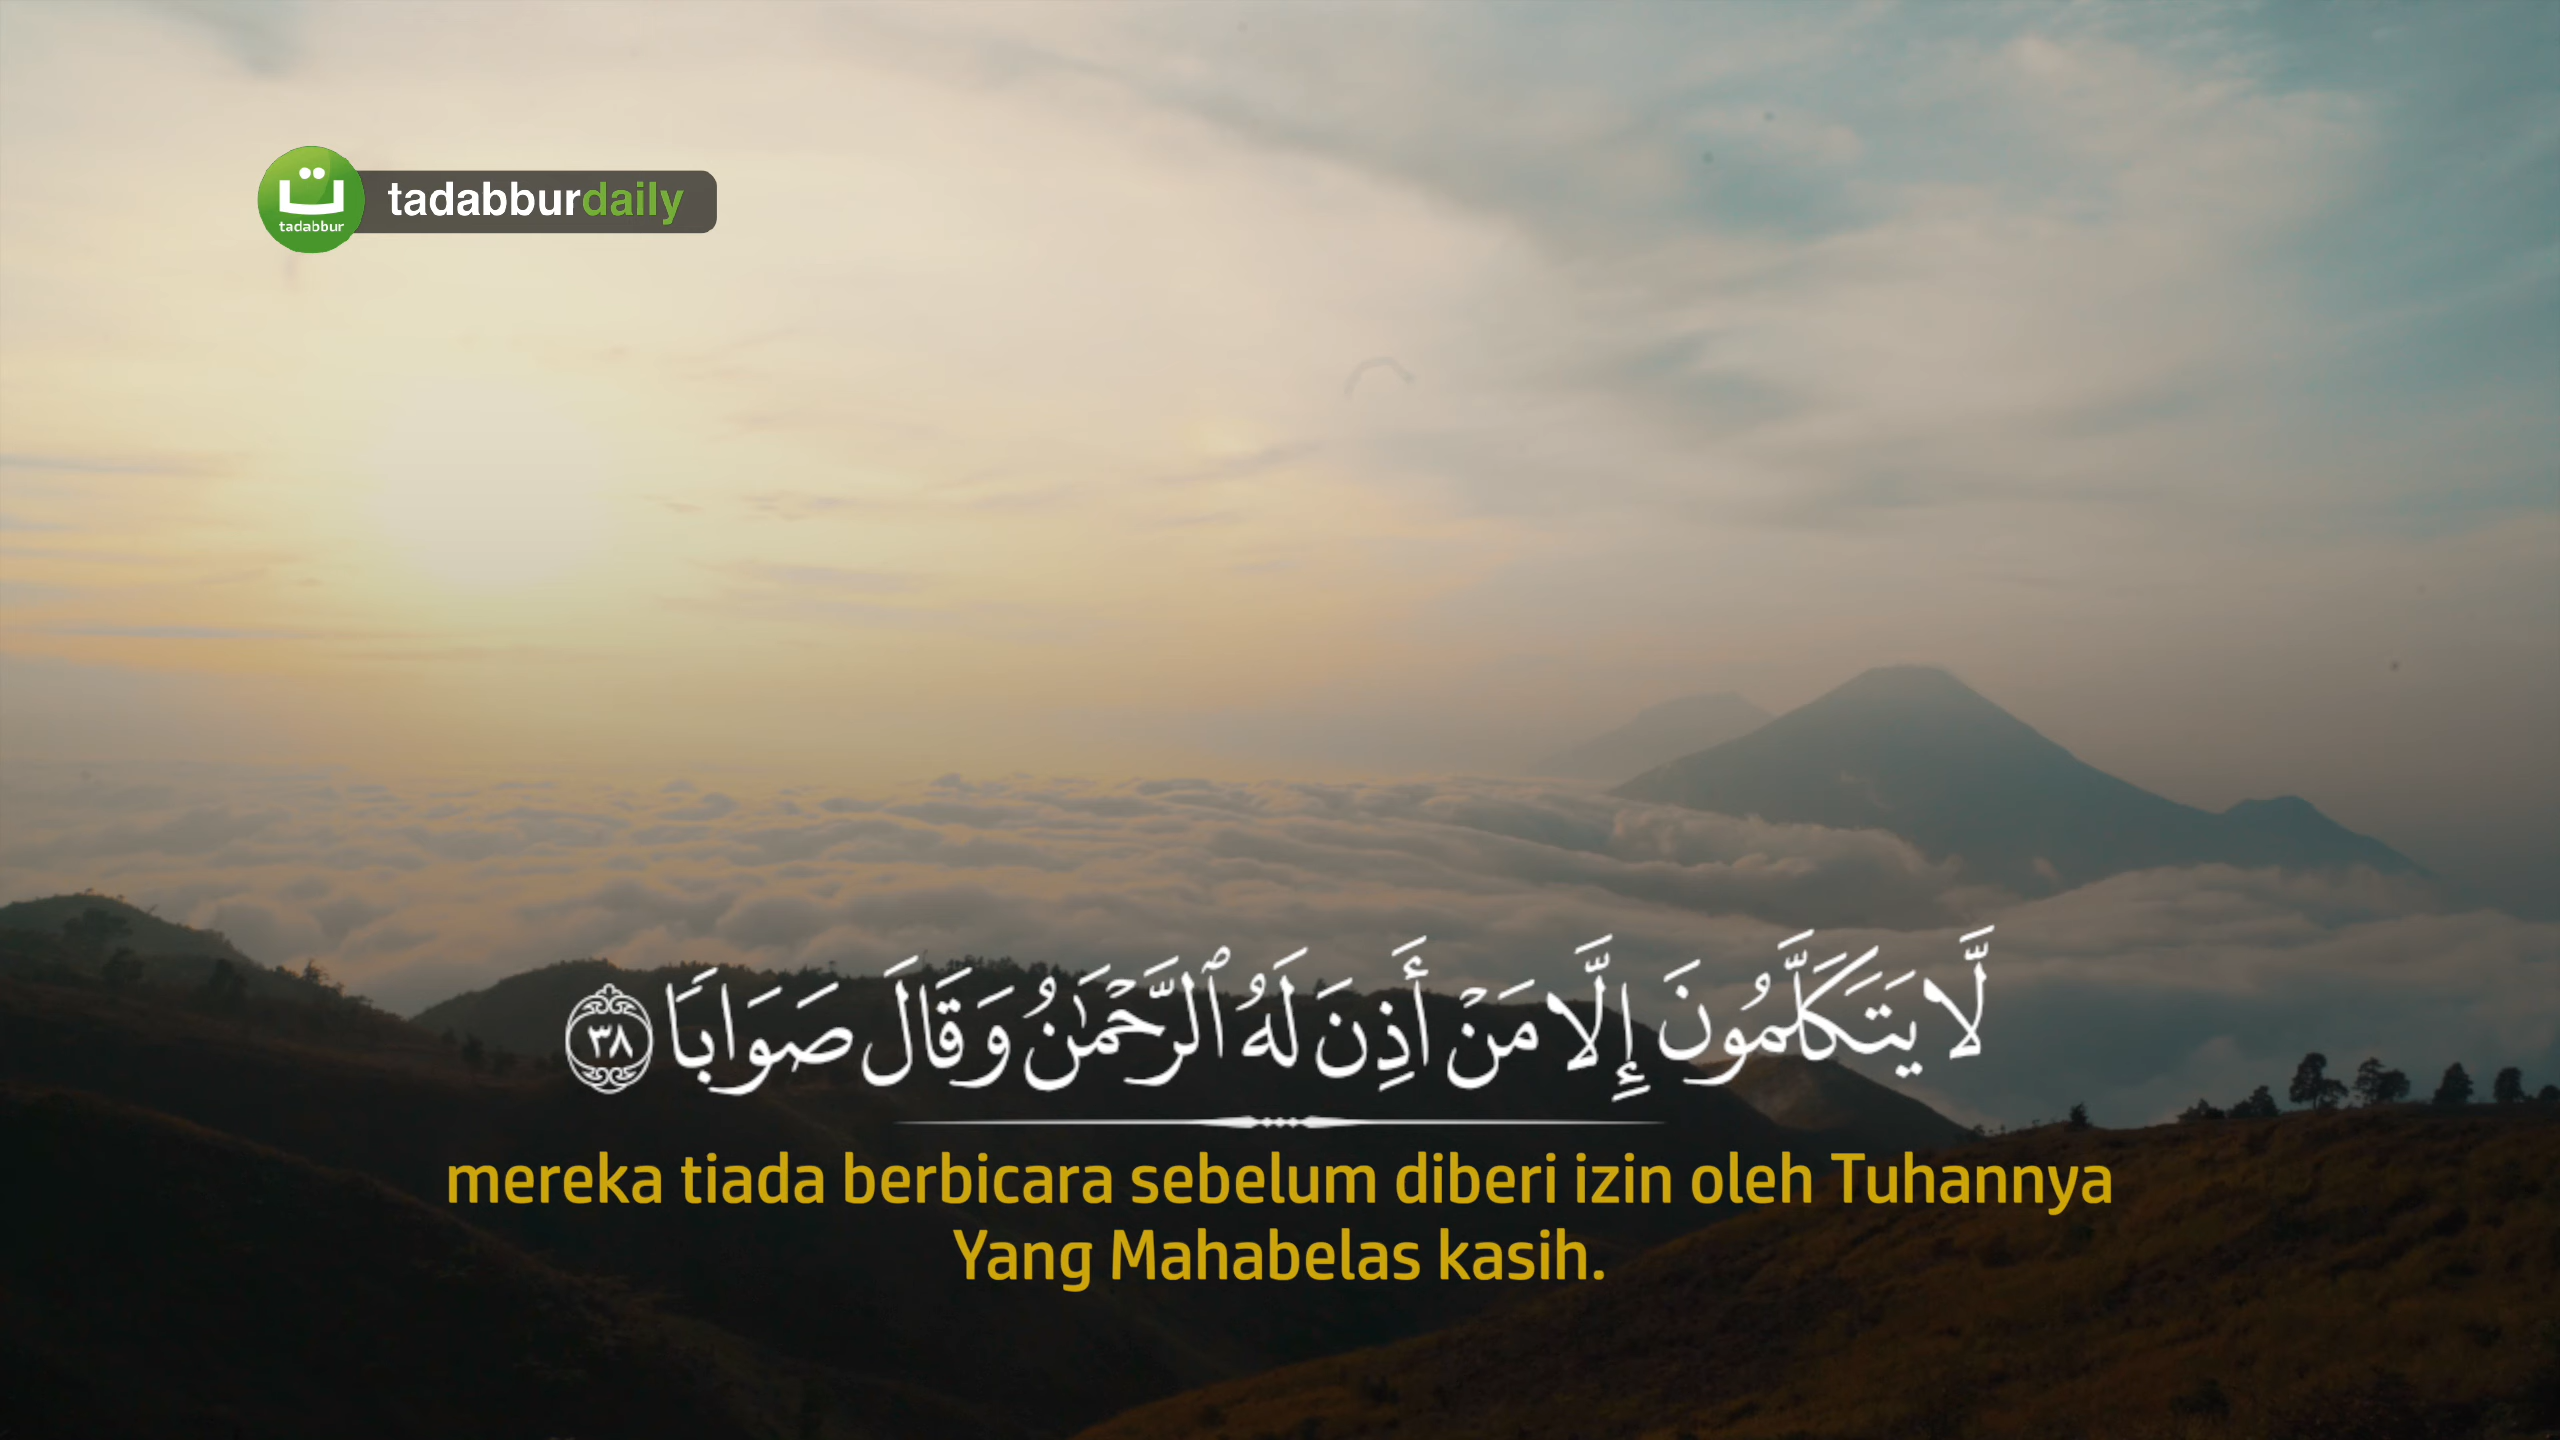 tadabbur
tadabburdaily
لَّا يَتَكَلَّمُونَ إِلَّا مَنْ أَذِنَ لَهُ ٱلرَّحْمَٰنُ وَقَالَ صَوَابًا ٣٨
mereka tiada berbicara sebelum diberi izin oleh Tuhannya
Yang Mahabelas kasih.